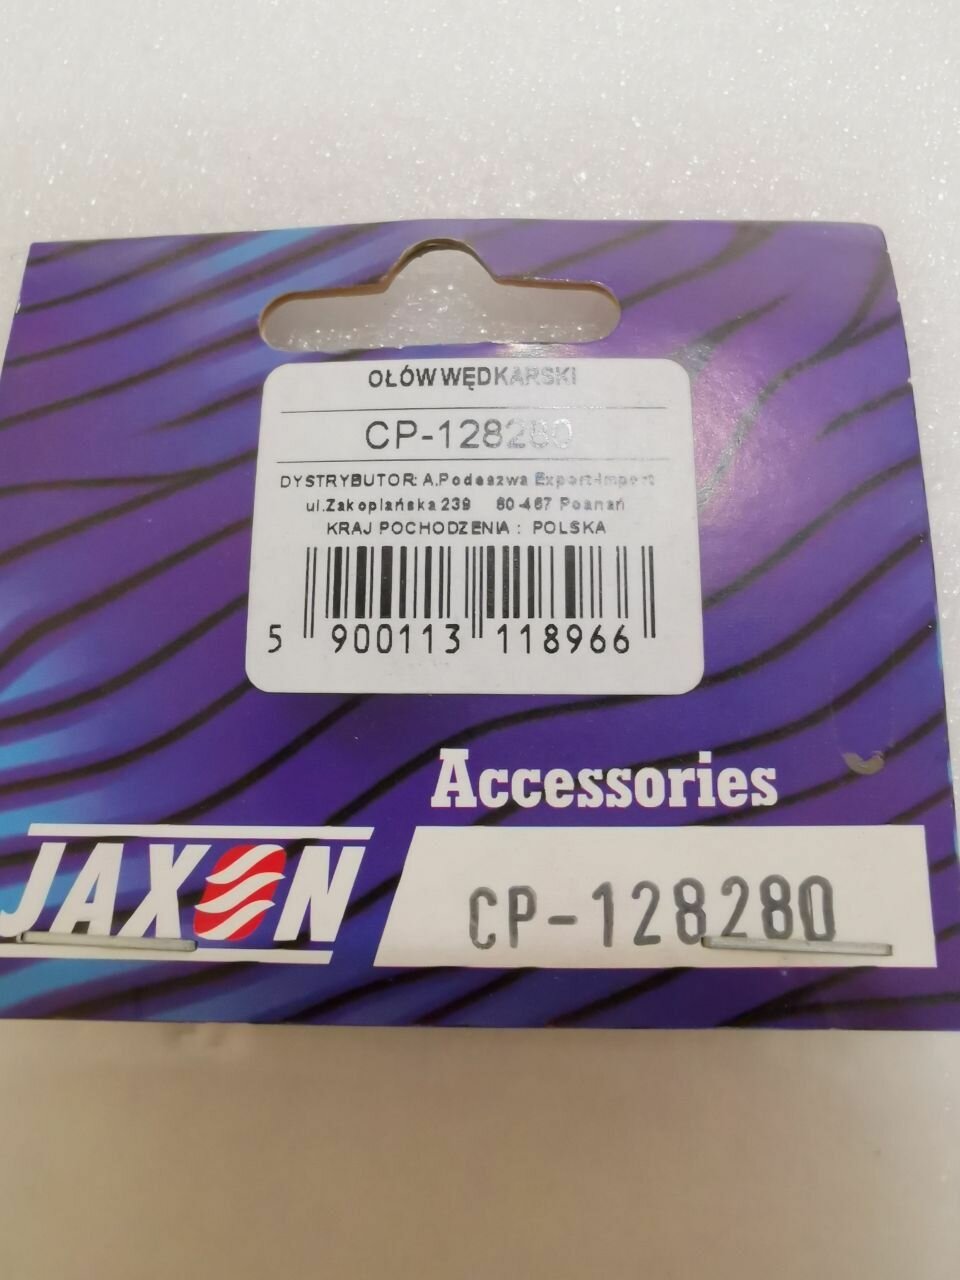 OŁÓW WĘDKARSKI
CP-128280
DYSTRYBUTOR: A.Podeszwa Export-Import
ul.Zakopiańska 239 60-467 Poznań
KRAJ POCHODZENIA : POLSKA
5 900113 118966
Accessories
JAXON
CP-128280